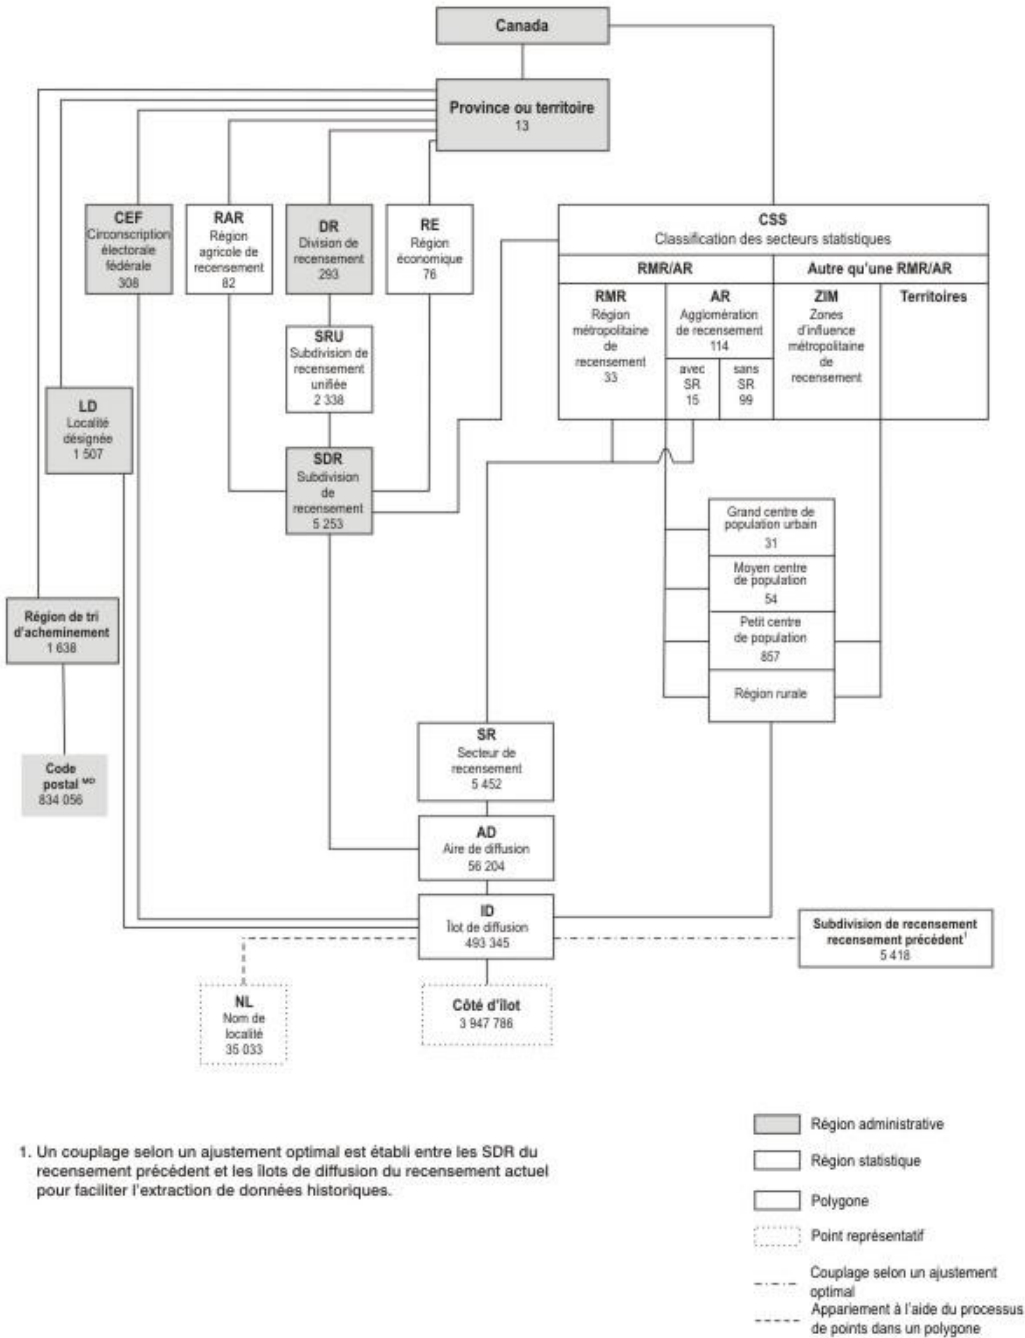 Canada
Province ou territoire
13
CEF
Circonscription
électorale
fédérale
308
RAR
Région
agricole de
recensement
82
DR
Division de
recensement
293
RE
Région
économique
76
CSS
Classification des secteurs statistiques
RMR/AR
Autre qu'une RMR/AR
RMR
Région
métropolitaine
de
recensement
33
AR
Agglomération
de recensement
114
avec
SR
15
sans
SR
99
ZIM
Zones
d'influence
métropolitaine
de
recensement
Territoires
SRU
Subdivision de
recensement
unifiée
2 338
LD
Localité
désignée
1 507
SDR
Subdivision
de
recensement
5 253
Grand centre de
population urbain
31
Moyen centre
de population
54
Petit centre
de population
857
Région rurale
Région de tri
d'acheminement
1 638
Code
postal MD
834 056
SR
Secteur de
recensement
5 452
AD
Aire de diffusion
56 204
ID
Îlot de diffusion
493 345
Subdivision de recensement
recensement précédent¹
5 418
NL
Nom de
localité
35 033
Côté d'îlot
3 947 786
1. Un couplage selon un ajustement optimal est établi entre les SDR du
recensement précédent et les îlots de diffusion du recensement actuel
pour faciliter l'extraction de données historiques.
Région administrative
Région statistique
Polygone
Point représentatif
Couplage selon un ajustement
optimal
Appariement à l'aide du processus
de points dans un polygone